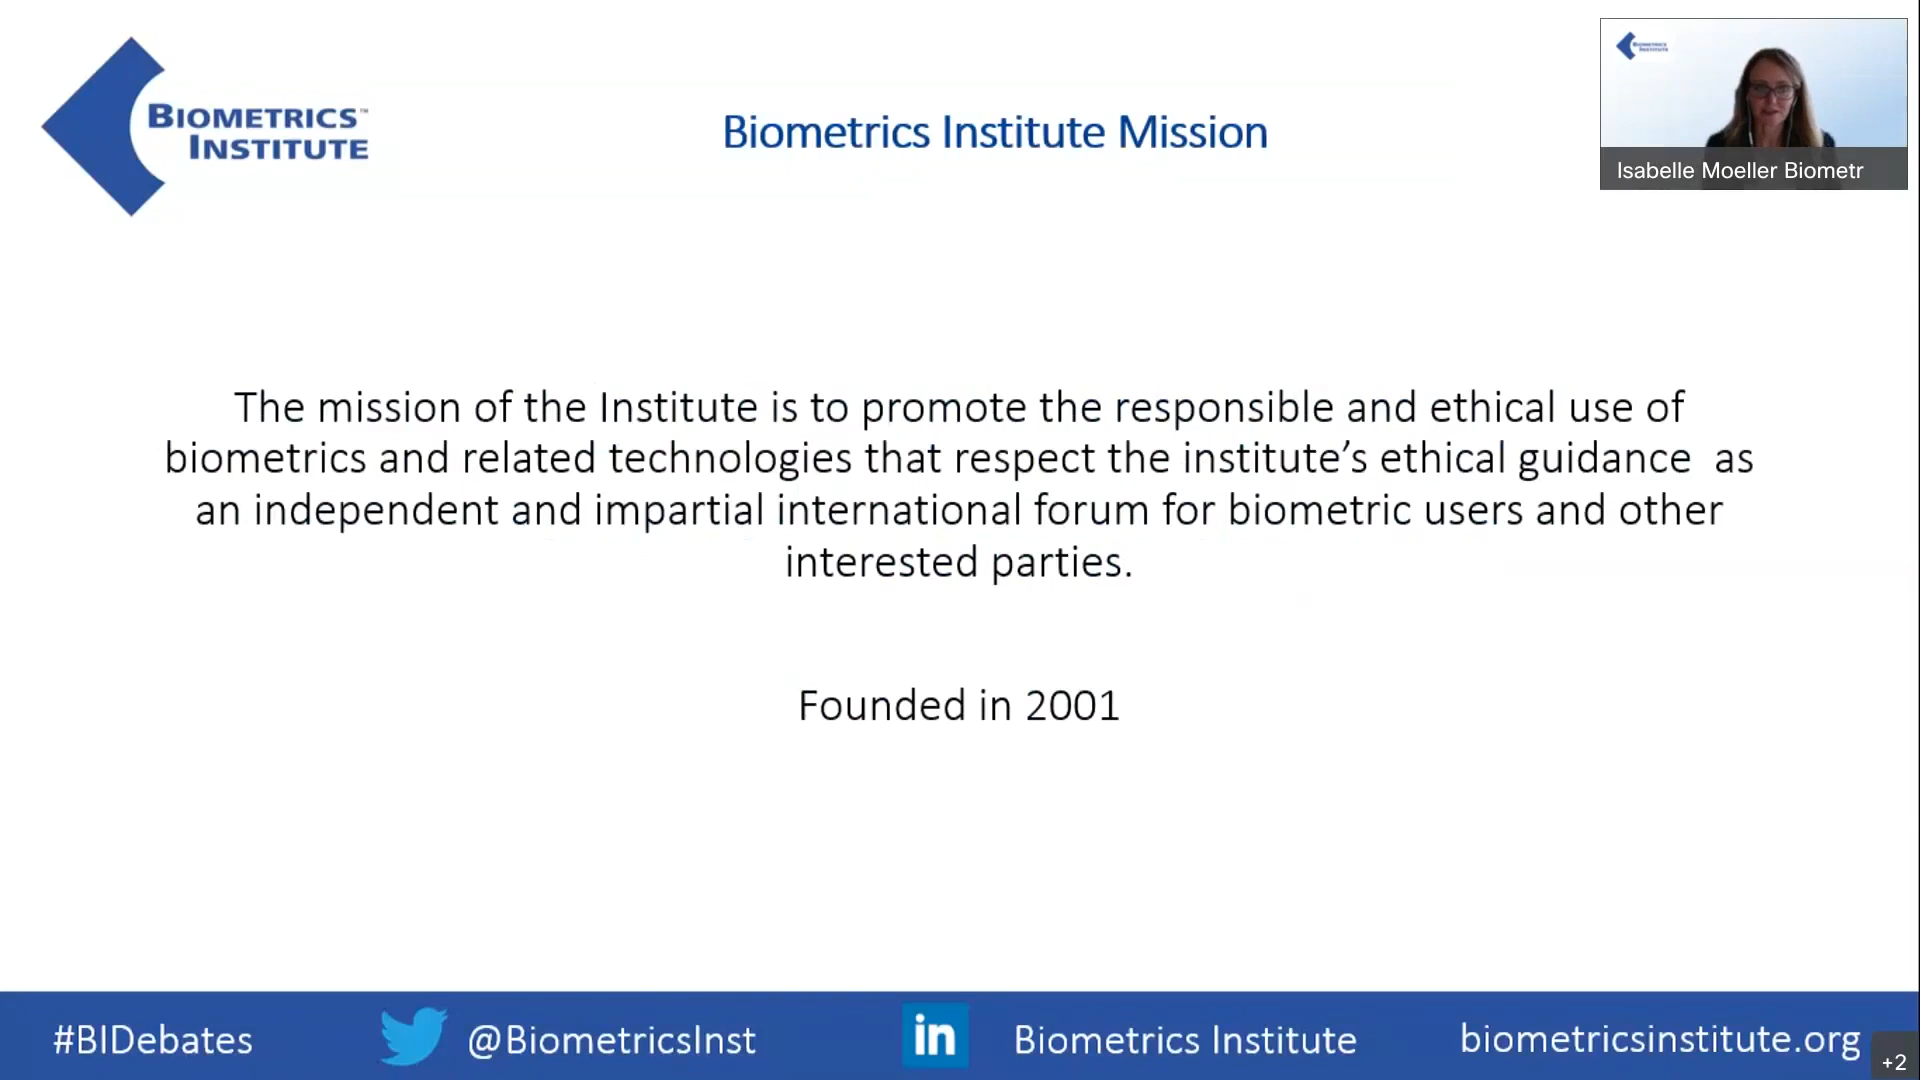 BIOMETRICS™
INSTITUTE
Biometrics Institute Mission
BIOMETRICS
INSTITUTE
Isabelle Moeller Biometr
The mission of the Institute is to promote the responsible and ethical use of
biometrics and related technologies that respect the institute’s ethical guidance  as
an independent and impartial international forum for biometric users and other
interested parties.
Founded in 2001
#BIDebates
@BiometricsInst
in
Biometrics Institute
biometricsinstitute.org
+2